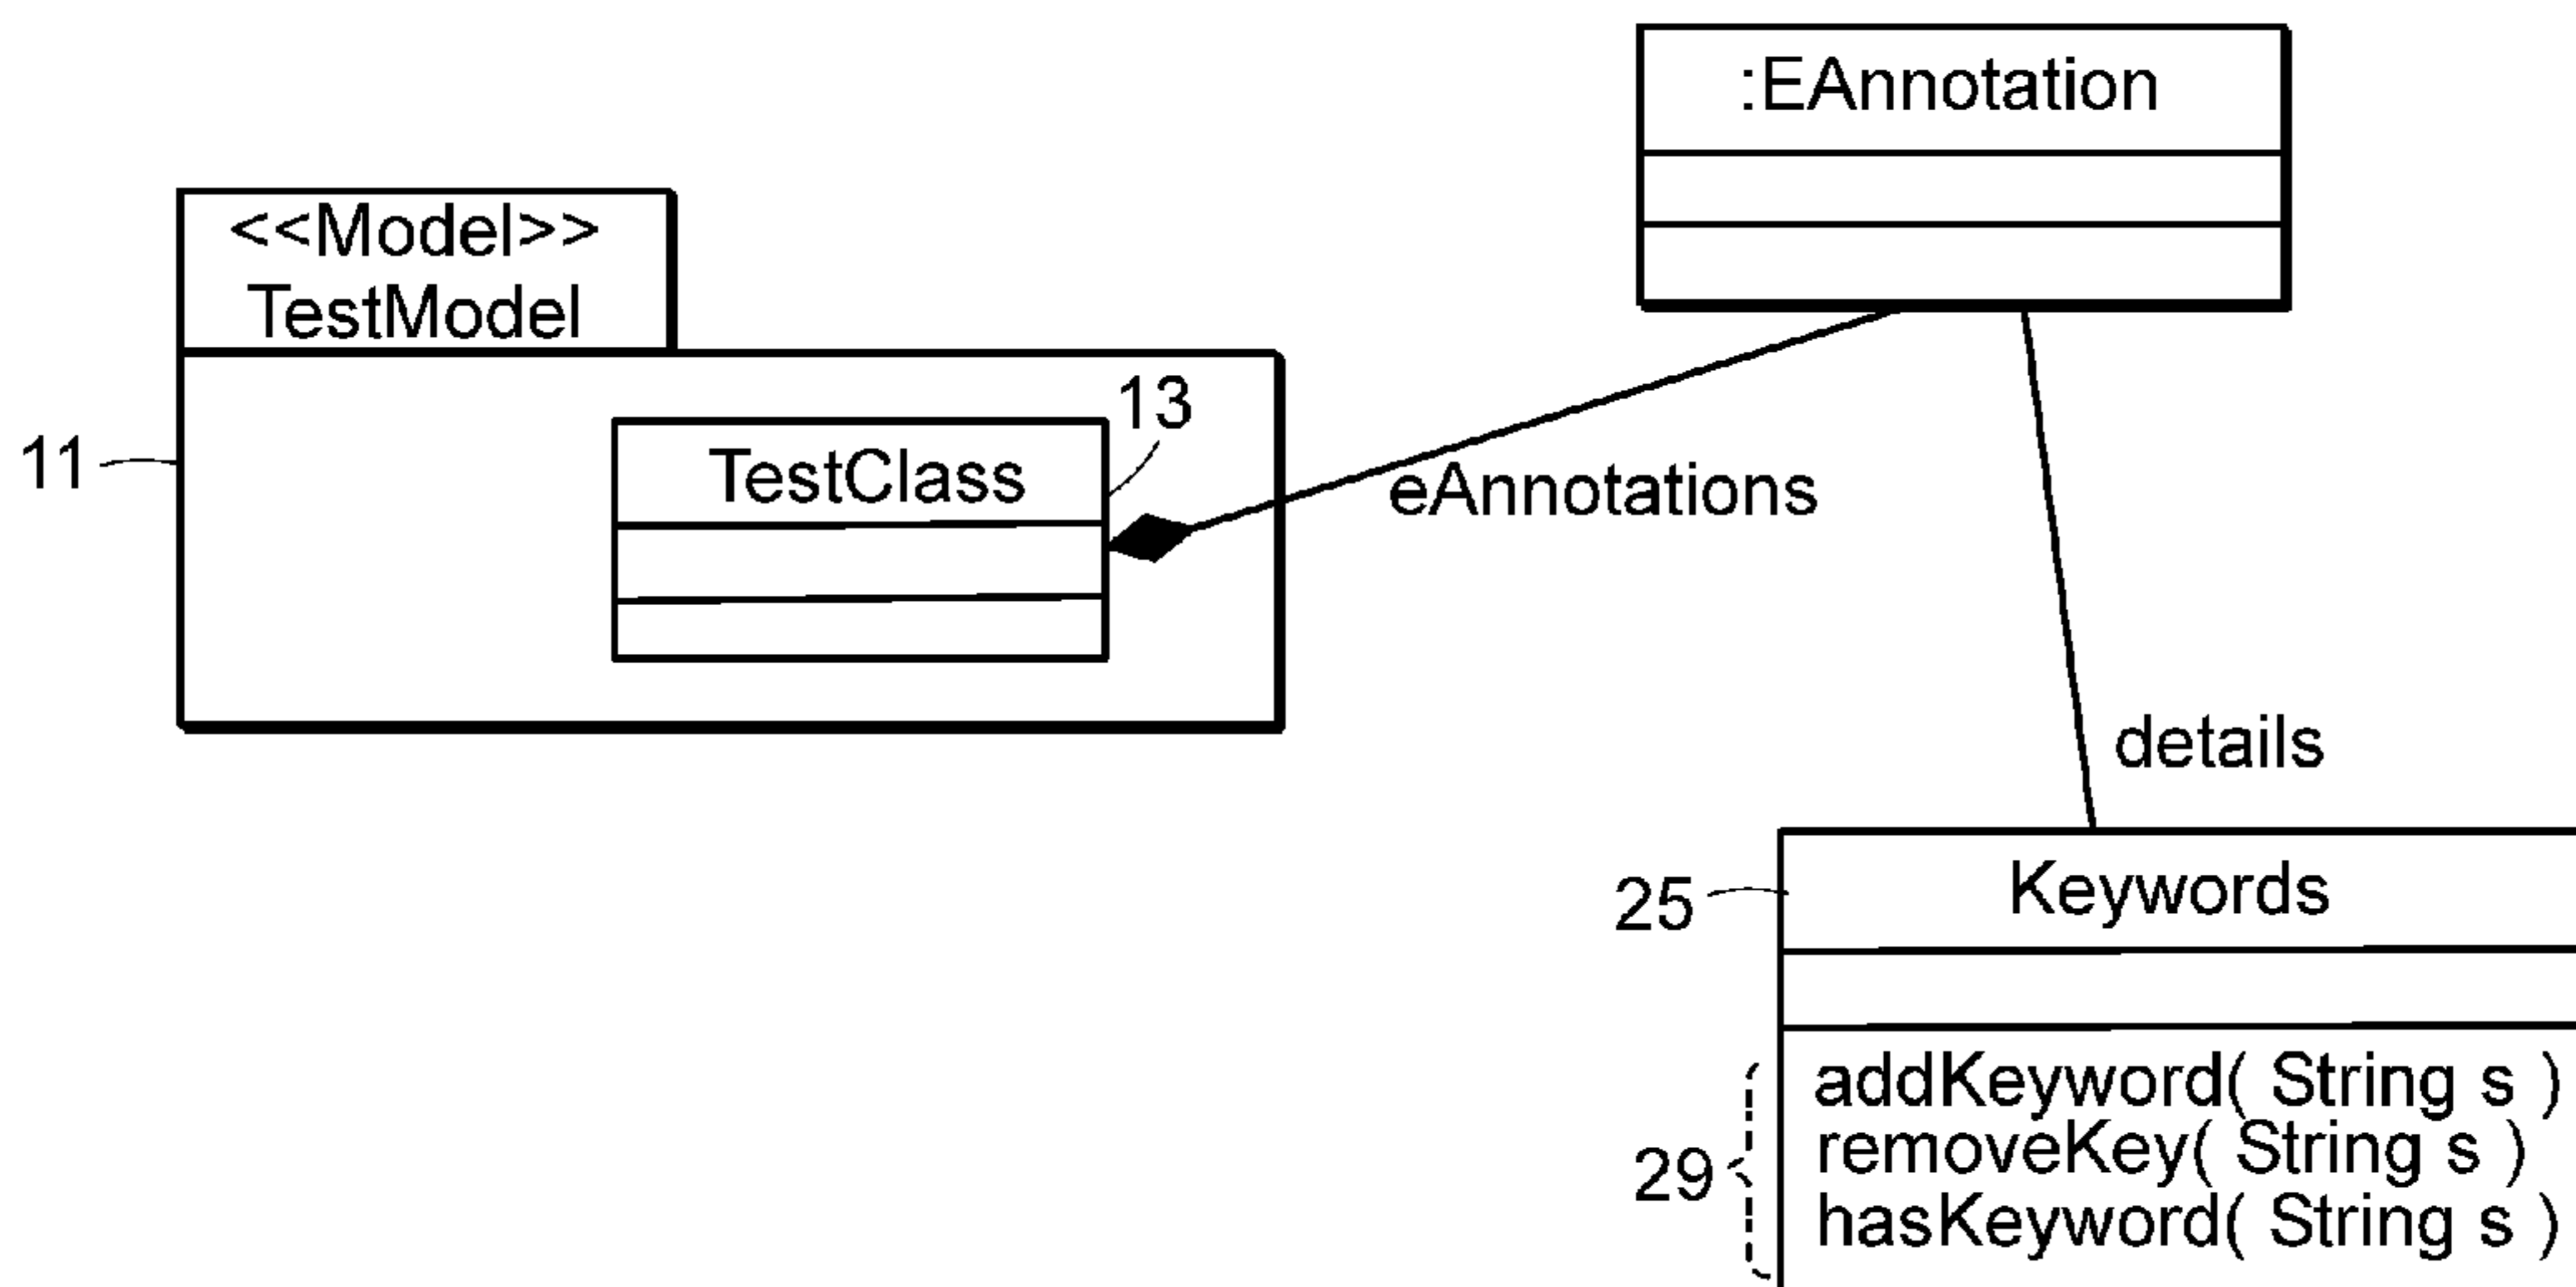 :EAnnotation
<<Model>>
TestModel
13
11
TestClass
eAnnotations
details
25
Keywords
addKeyword( String s )
removeKey( String s )
29
hasKeyword( String s )